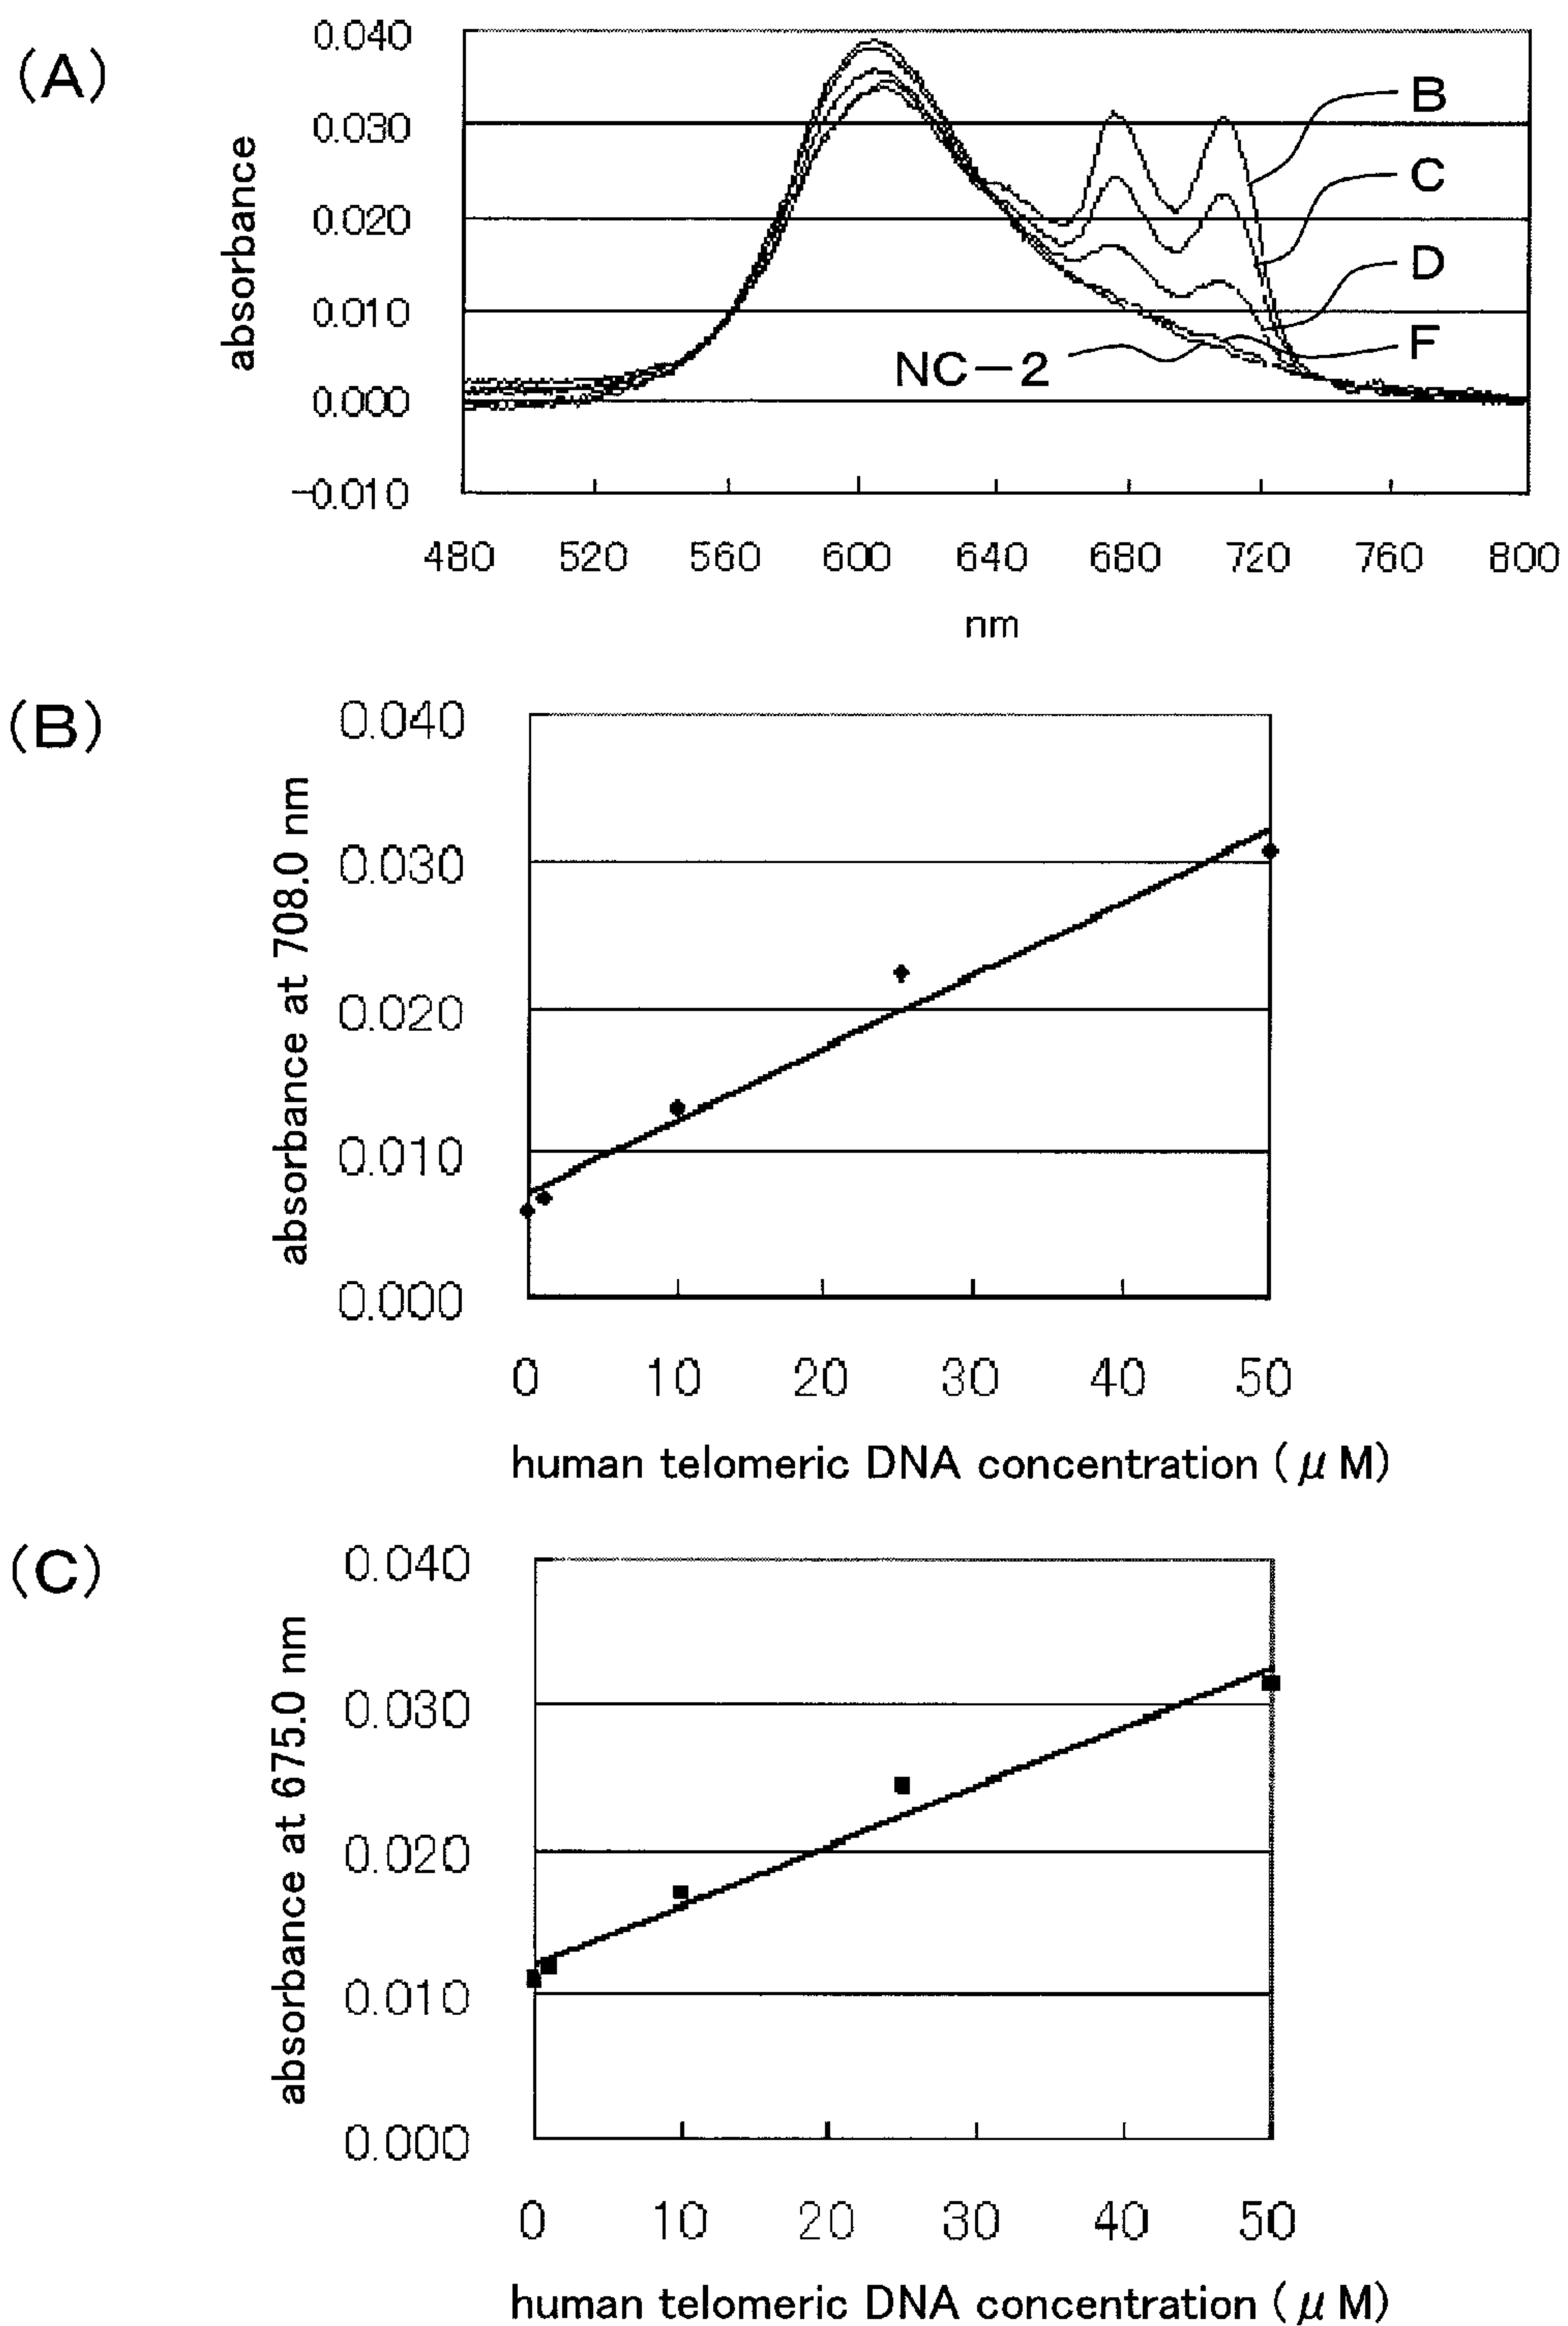 (A)
absorbance
0.040
0.030
0.020
0.010
0.000
−0.010
B
C
D
F
NC−2
480 520 560 600 640 680 720 760 800
nm
(B)
absorbance at 708.0 nm
0.040
0.030
0.020
0.010
0.000
0 10 20 30 40 50
human telomeric DNA concentration (μM)
(C)
absorbance at 675.0 nm
0.040
0.030
0.020
0.010
0.000
0 10 20 30 40 50
human telomeric DNA concentration (μM)